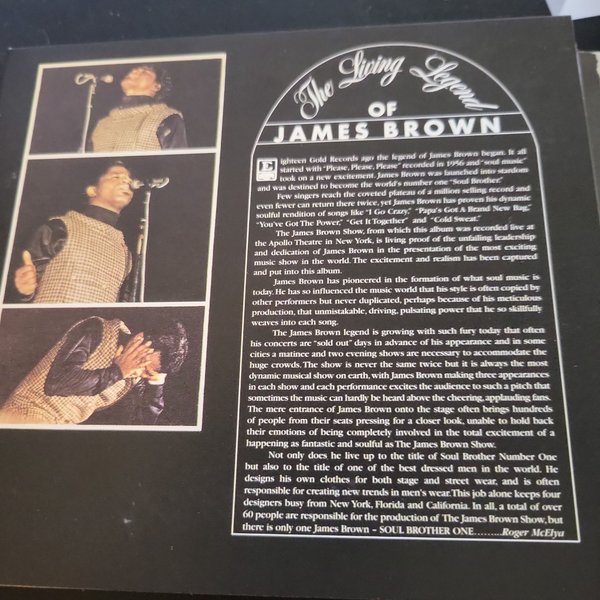 The Living Legend
OF
JAMES BROWN
Eighteen Gold Records ago the legend of James Brown began. It all
started with "Please, Please, Please" recorded in 1956 and "soul music"
took on a new excitement. James Brown was launched into stardom
and was destined to become the world's number one "Soul Brother."
Few singers reach the coveted plateau of a million selling record and
even fewer can return there twice, yet James Brown has proven his dynamic
soulful rendition of songs like "I Go Crazy," "Papa's Got A Brand New Bag,"
"You've Got The Power," "Get It Together" and "Cold Sweat."
The James Brown Show, from which this album was recorded live at
the Apollo Theatre in New York, is living proof of the unfailing leadership
and dedication of James Brown in the presentation of the most exciting
music show in the world. The excitement and realism has been captured
and put into this album.
James Brown has pioneered in the formation of what soul music is
today. He has so influenced the music world that his style is often copied by
other performers but never duplicated, perhaps because of his meticulous
production, that unmistakable, driving, pulsating power that he so skillfully
weaves into each song.
The James Brown legend is growing with such fury today that often
his concerts are "sold out" days in advance of his appearance and in some
cities a matinee and two evening shows are necessary to accommodate the
huge crowds. The show is never the same twice but it is always the most
dynamic musical show on earth, with James Brown making three appearances
in each show and each performance excites the audience to such a pitch that
sometimes the music can hardly be heard above the cheering, applauding fans.
The mere entrance of James Brown onto the stage often brings hundreds
of people from their seats pressing for a closer look, unable to hold back
their emotions of being completely involved in the total excitement of a
happening as fantastic and soulful as The James Brown Show.
Not only does he live up to the title of Soul Brother Number One
but also to the title of one of the best dressed men in the world. He
designs his own clothes for both stage and street wear, and is often
responsible for creating new trends in men's wear. This job alone keeps four
designers busy from New York, Florida and California. In all, a total of over
60 people are responsible for the production of The James Brown Show, but
there is only one James Brown – SOUL BROTHER ONE.........Roger McElya